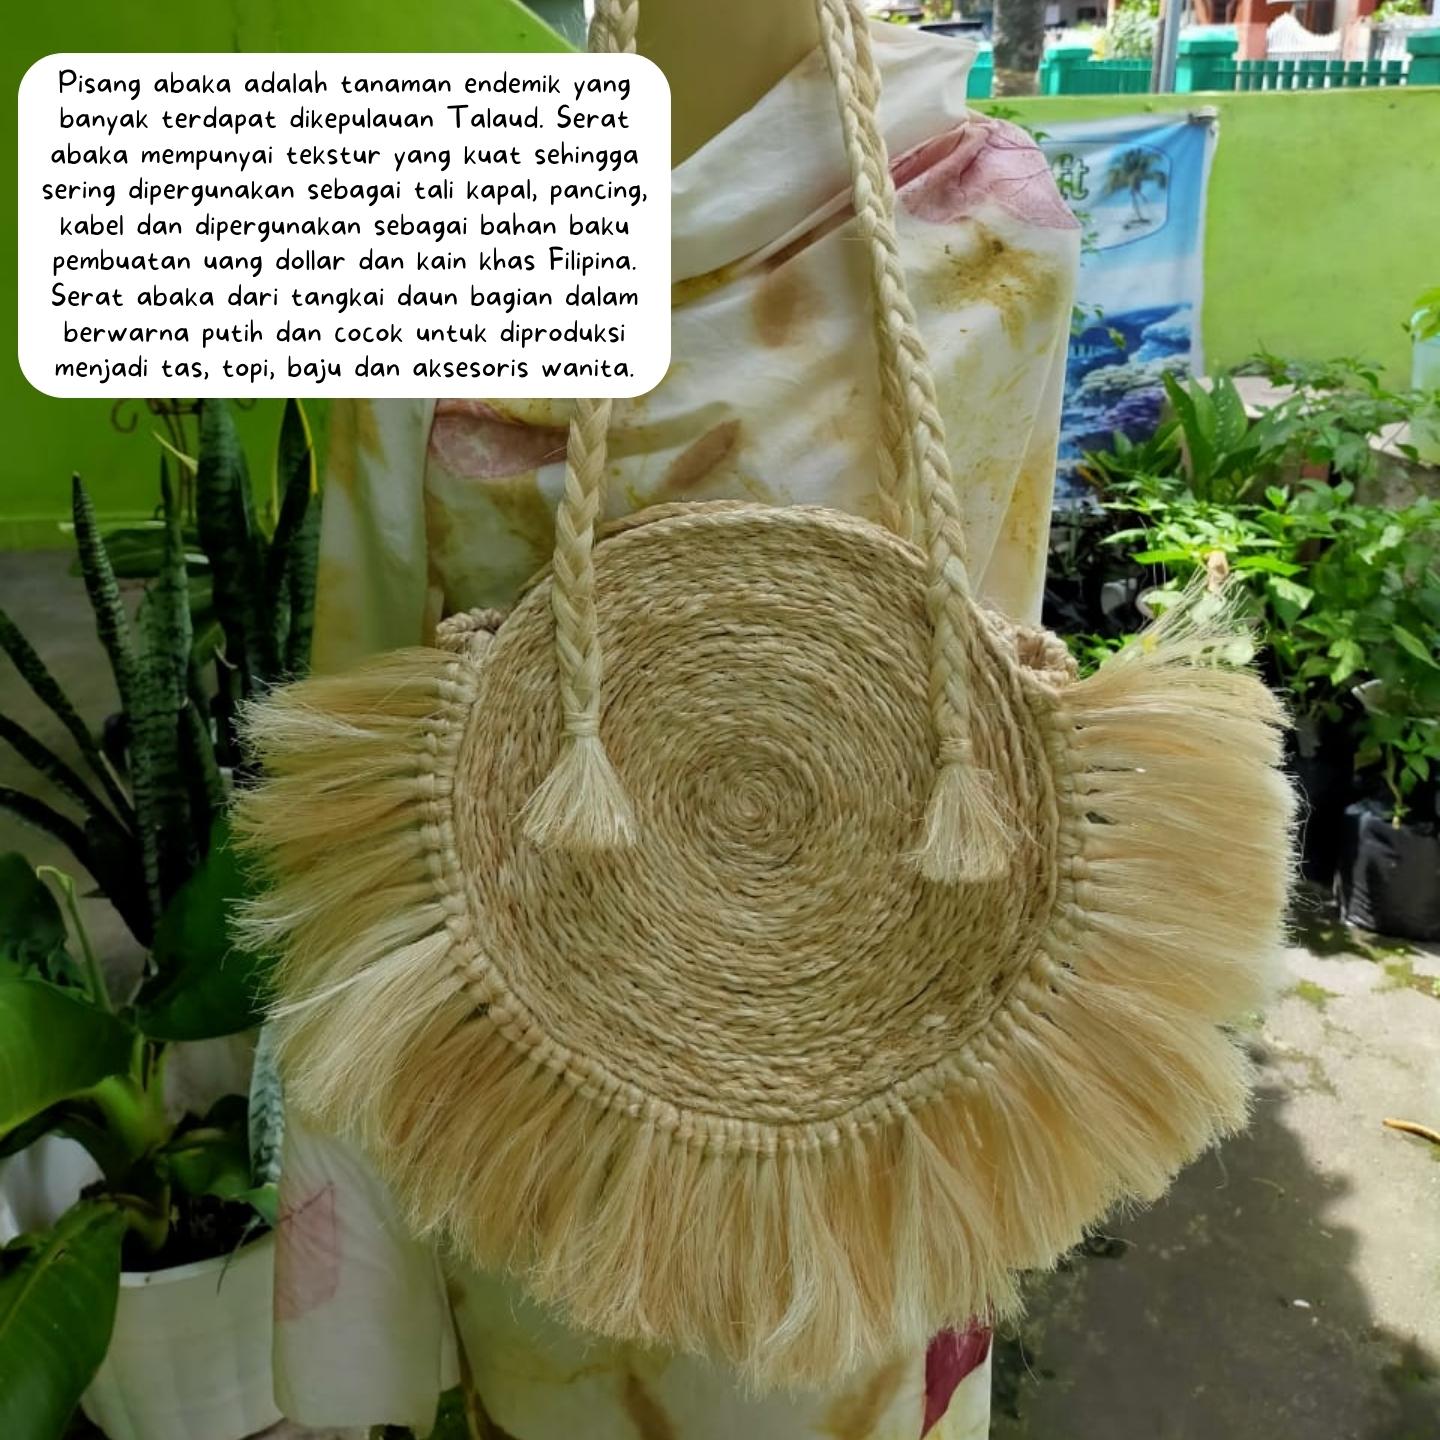 Pisang abaka adalah tanaman endemik yang
banyak terdapat dikepulauan Talaud. Serat
abaka mempunyai tekstur yang kuat sehingga
sering dipergunakan sebagai tali kapal, pancing,
kabel dan dipergunakan sebagai bahan baku
pembuatan uang dollar dan kain khas Filipina.
Serat abaka dari tangkai daun bagian dalam
berwarna putih dan cocok untuk diproduksi
menjadi tas, topi, baju dan aksesoris wanita.